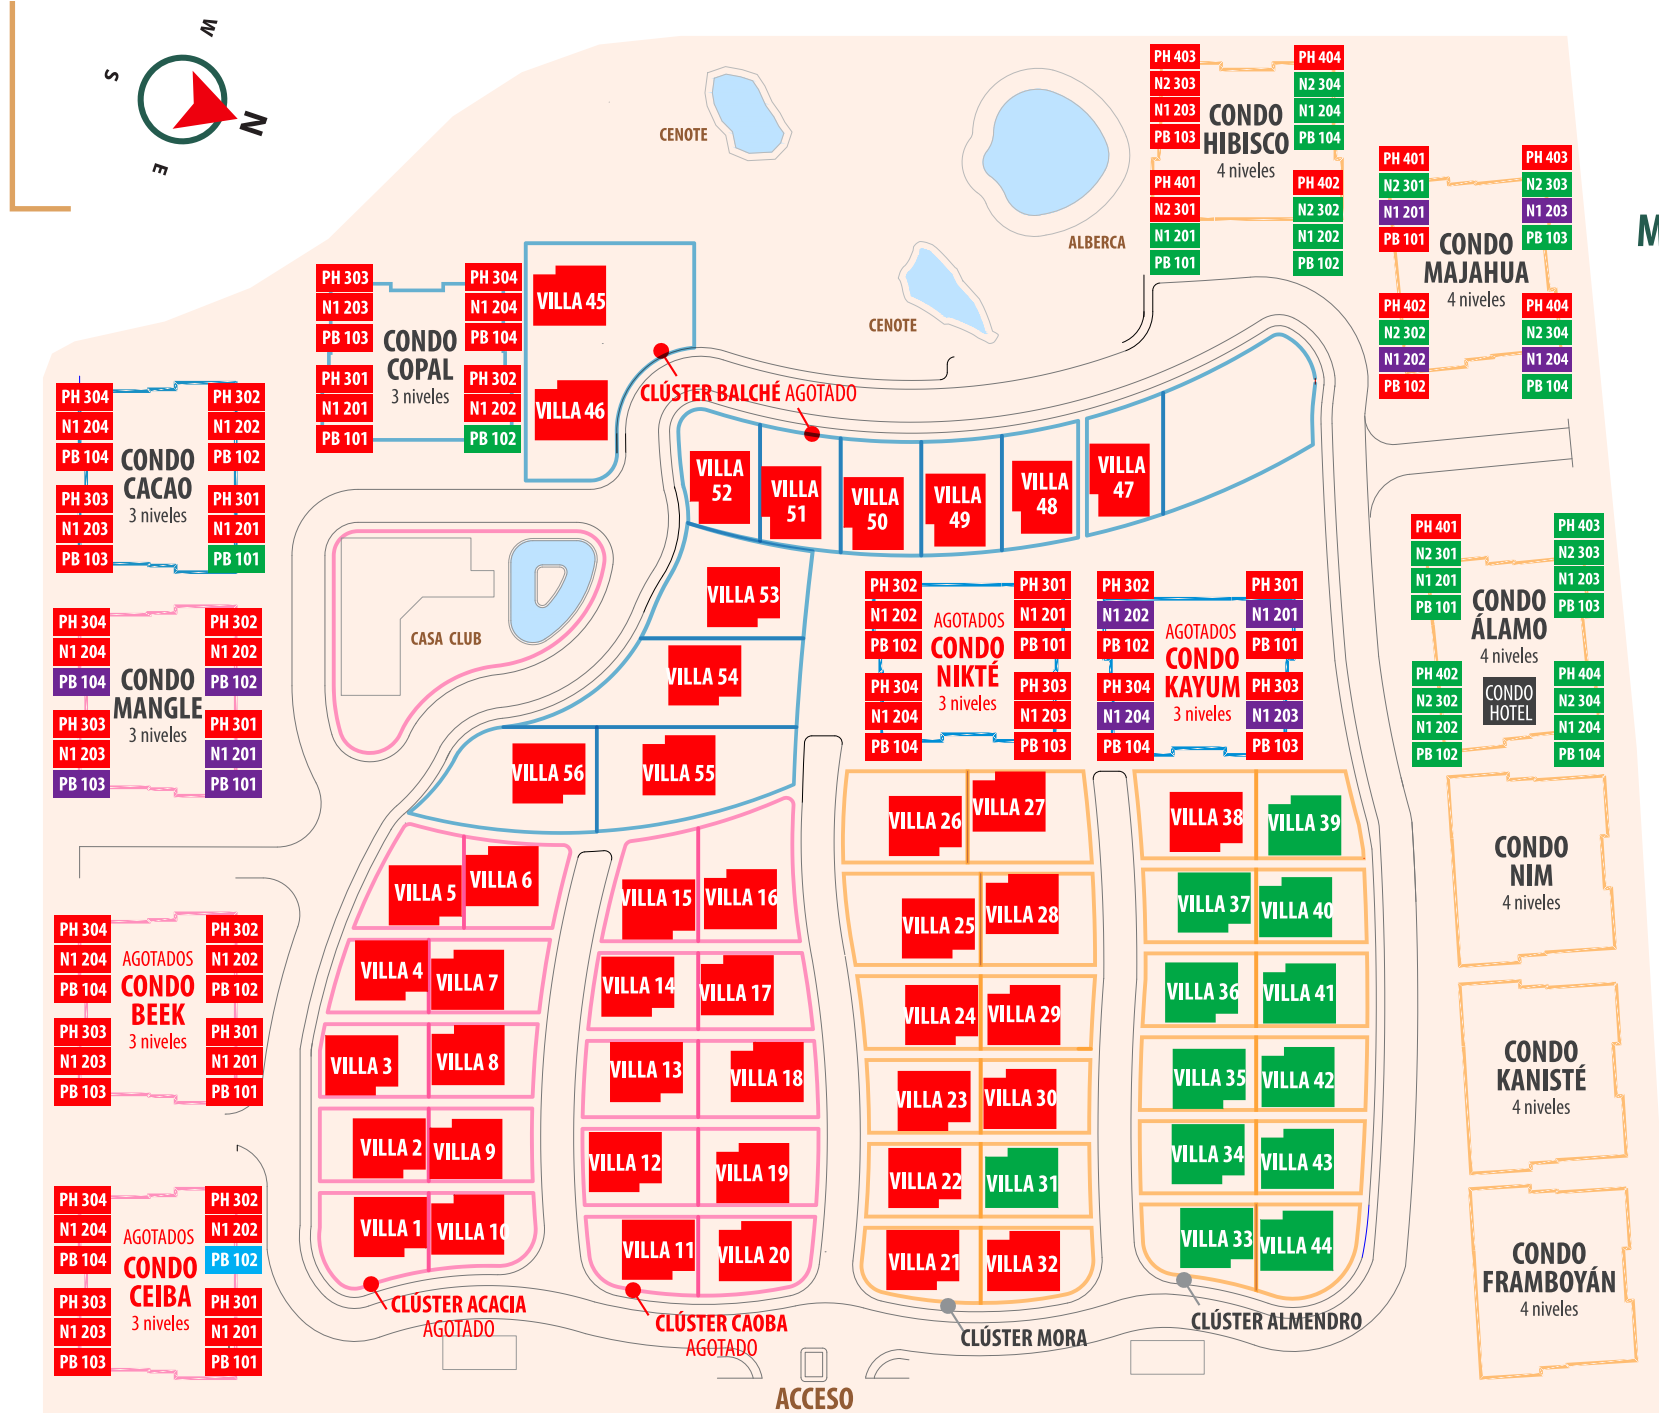 W
S
N
E
CENOTE
ALBERCA
CENOTE
M
PH 403
N2 303
N1 203
PB 103
PH 404
N2 304
N1 204
PB 104
CONDO
HIBISCO
4 niveles
PH 401
N2 301
N1 201
PB 101
PH 402
N2 302
N1 202
PB 102
PH 401
N2 301
N1 201
PB 101
PH 403
N2 303
N1 203
PB 103
CONDO
MAJAHUA
4 niveles
PH 402
N2 302
N1 202
PB 102
PH 404
N2 304
N1 204
PB 104
PH 303
N1 203
PB 103
PH 304
N1 204
PB 104
CONDO
COPAL
3 niveles
PH 301
N1 201
PB 101
PH 302
N1 202
PB 102
VILLA 45
VILLA 46
CLÚSTER BALCHÉ AGOTADO
PH 304
N1 204
PB 104
PH 302
N1 202
PB 102
CONDO
CACAO
3 niveles
PH 303
N1 203
PB 103
PH 301
N1 201
PB 101
VILLA
52
VILLA
51
VILLA
50
VILLA
49
VILLA
48
VILLA
47
PH 401
N2 301
N1 201
PB 101
PH 403
N2 303
N1 203
PB 103
CONDO
ÁLAMO
4 niveles
CONDO
HOTEL
PH 402
N2 302
N1 202
PB 102
PH 404
N2 304
N1 204
PB 104
CASA CLUB
VILLA 53
VILLA 54
VILLA 55
VILLA 56
PH 302
N1 202
PB 102
PH 301
N1 201
PB 101
AGOTADOS
CONDO
NIKTÉ
3 niveles
PH 304
N1 204
PB 104
PH 303
N1 203
PB 103
PH 302
N1 202
PB 102
PH 301
N1 201
PB 101
AGOTADOS
CONDO
KAYUM
3 niveles
PH 304
N1 204
PB 104
PH 303
N1 203
PB 103
PH 304
N1 204
PB 104
PH 302
N1 202
PB 102
CONDO
MANGLE
3 niveles
PH 303
N1 203
PB 103
PH 301
N1 201
PB 101
VILLA 26
VILLA 27
VILLA 38
VILLA 39
CONDO
NIM
4 niveles
VILLA 5
VILLA 6
VILLA 15
VILLA 16
VILLA 25
VILLA 28
VILLA 37
VILLA 40
PH 304
N1 204
PB 104
PH 302
N1 202
PB 102
AGOTADOS
CONDO
BEEK
3 niveles
PH 303
N1 203
PB 103
PH 301
N1 201
PB 101
VILLA 4
VILLA 7
VILLA 14
VILLA 17
VILLA 24
VILLA 29
VILLA 36
VILLA 41
VILLA 3
VILLA 8
VILLA 13
VILLA 18
VILLA 23
VILLA 30
VILLA 35
VILLA 42
CONDO
KANISTÉ
4 niveles
VILLA 2
VILLA 9
VILLA 12
VILLA 19
VILLA 22
VILLA 31
VILLA 34
VILLA 43
PH 304
N1 204
PB 104
PH 302
N1 202
PB 102
AGOTADOS
CONDO
CEIBA
3 niveles
PH 303
N1 203
PB 103
PH 301
N1 201
PB 101
VILLA 1
VILLA 10
VILLA 11
VILLA 20
VILLA 21
VILLA 32
VILLA 33
VILLA 44
CONDO
FRAMBOYÁN
4 niveles
CLÚSTER ACACIA
AGOTADO
CLÚSTER CAOBA
AGOTADO
CLÚSTER MORA
CLÚSTER ALMENDRO
ACCESO